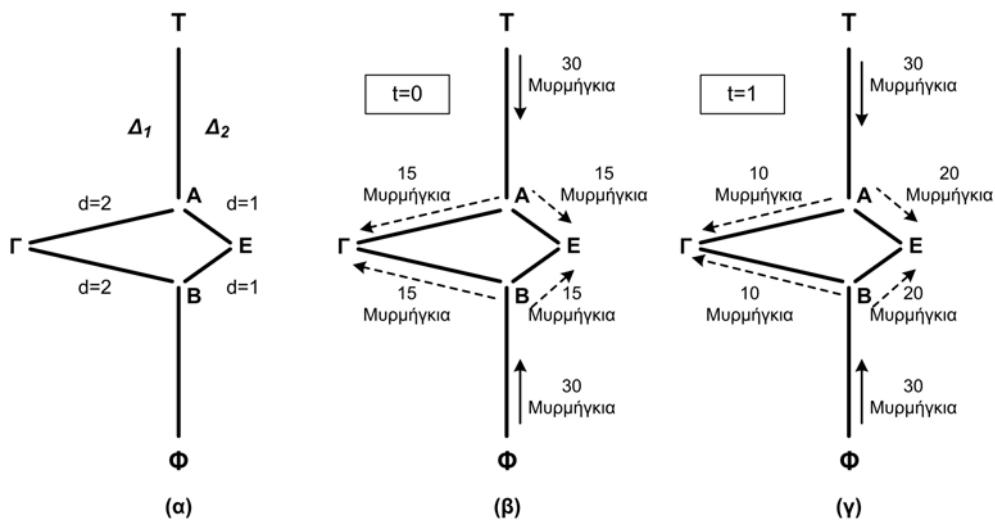 Τ
Δ1
Δ2
A
d=2
d=1
Γ
E
d=2
B
d=1
Φ
(α)
Τ
t=0
30
Μυρμήγκια
15
Μυρμήγκια
A
15
Μυρμήγκια
Γ
E
B
15
Μυρμήγκια
15
Μυρμήγκια
30
Μυρμήγκια
Φ
(β)
Τ
t=1
30
Μυρμήγκια
10
Μυρμήγκια
A
20
Μυρμήγκια
Γ
E
B
10
Μυρμήγκια
20
Μυρμήγκια
30
Μυρμήγκια
Φ
(γ)